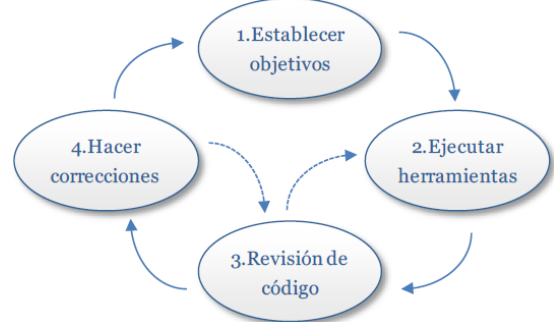 1.Establecer
objetivos
2.Ejecutar
herramientas
3.Revisión de
código
4.Hacer
correcciones